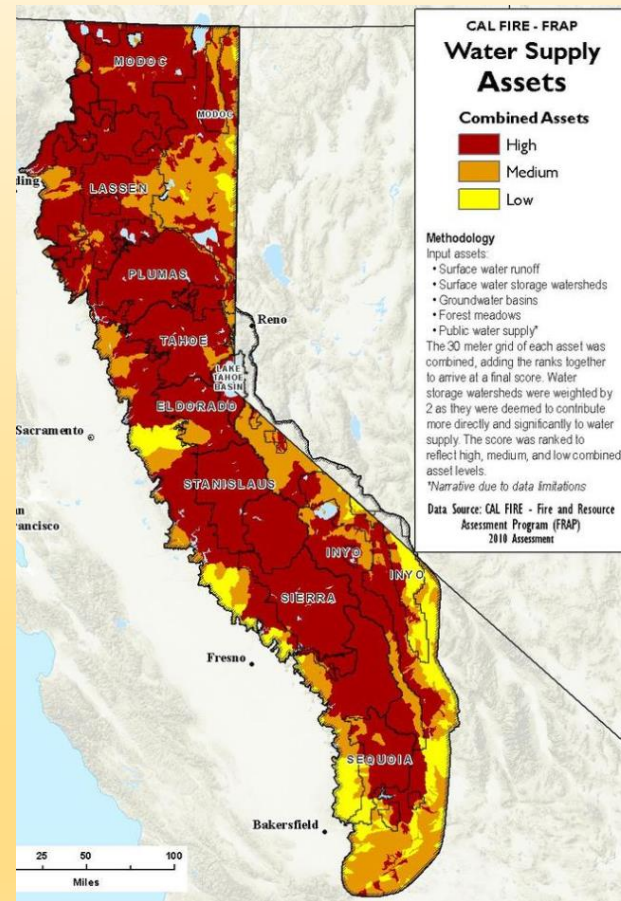 CAL FIRE - FRAP
Water Supply
Assets
Combined Assets
High
Medium
Low
Methodology
Input assets:
• Surface water runoff
• Surface water storage watersheds
• Groundwater basins
• Forest meadows
• Public water supply*
The 30 meter grid of each asset was
combined, adding the ranks together
to arrive at a final score. Water
storage watersheds were weighted by
2 as they were deemed to contribute
more directly and significantly to water
supply. The score was ranked to
reflect high, medium, and low combined
asset levels.
*Narrative due to data limitations
Data Source: CAL FIRE - Fire and Resource
Assessment Program (FRAP)
2010 Assessment
MODOC
MODOC
ding
LASSEN
PLUMAS
Reno
TAHOE
LAKE
TAHOE
BASIN
ELDORADO
Sacramento
STANISLAUS
an
rancisco
INYO
INYO
SIERRA
Fresno
SEQUOIA
Bakersfield
25 50 100
Miles